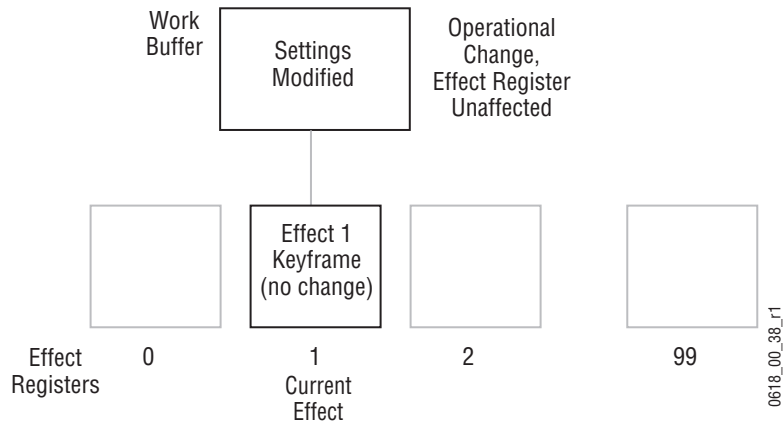 Work
Buffer
Settings
Modified
Operational
Change,
Effect Register
Unaffected
Effect 1
Keyframe
(no change)
Effect
Registers
0
1
2
99
Current
Effect
0618_00_38_r1